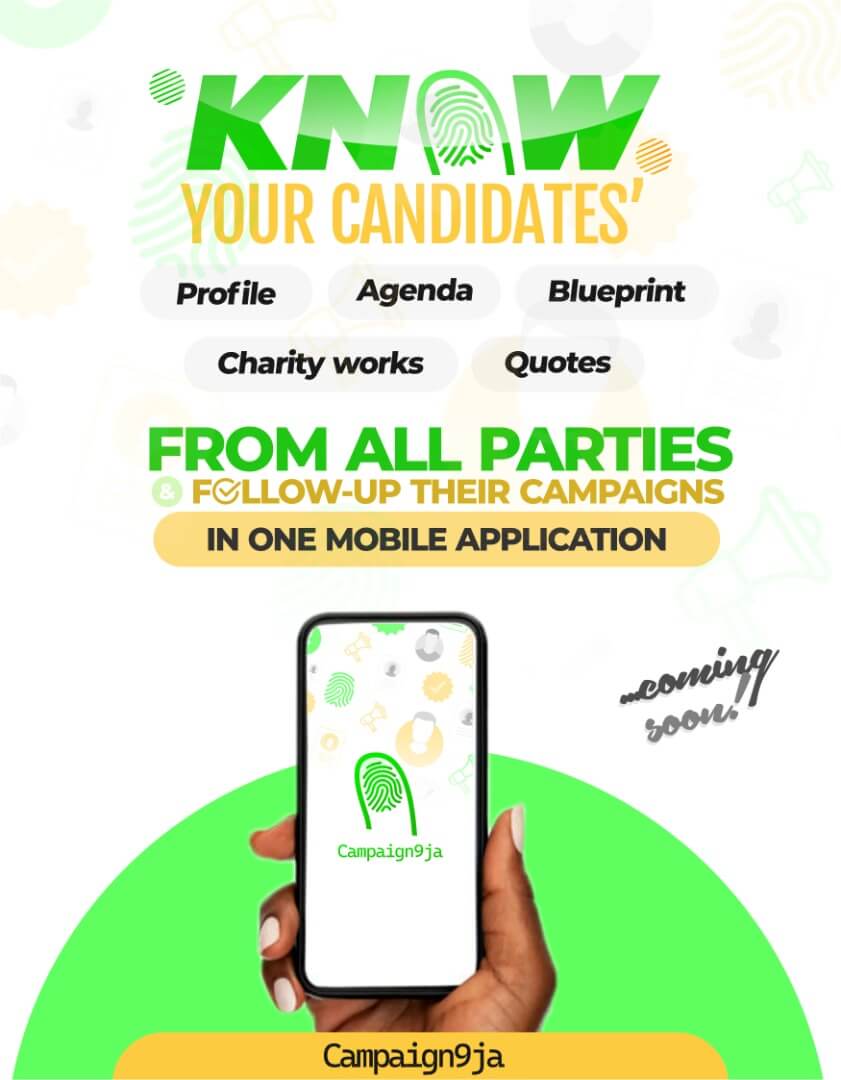 KNOW
YOUR CANDIDATES’
Profile Agenda Blueprint
Charity works Quotes
FROM ALL PARTIES
& FOLLOW-UP THEIR CAMPAIGNS
IN ONE MOBILE APPLICATION
...coming
soon!
Campaign9ja
Campaign9ja